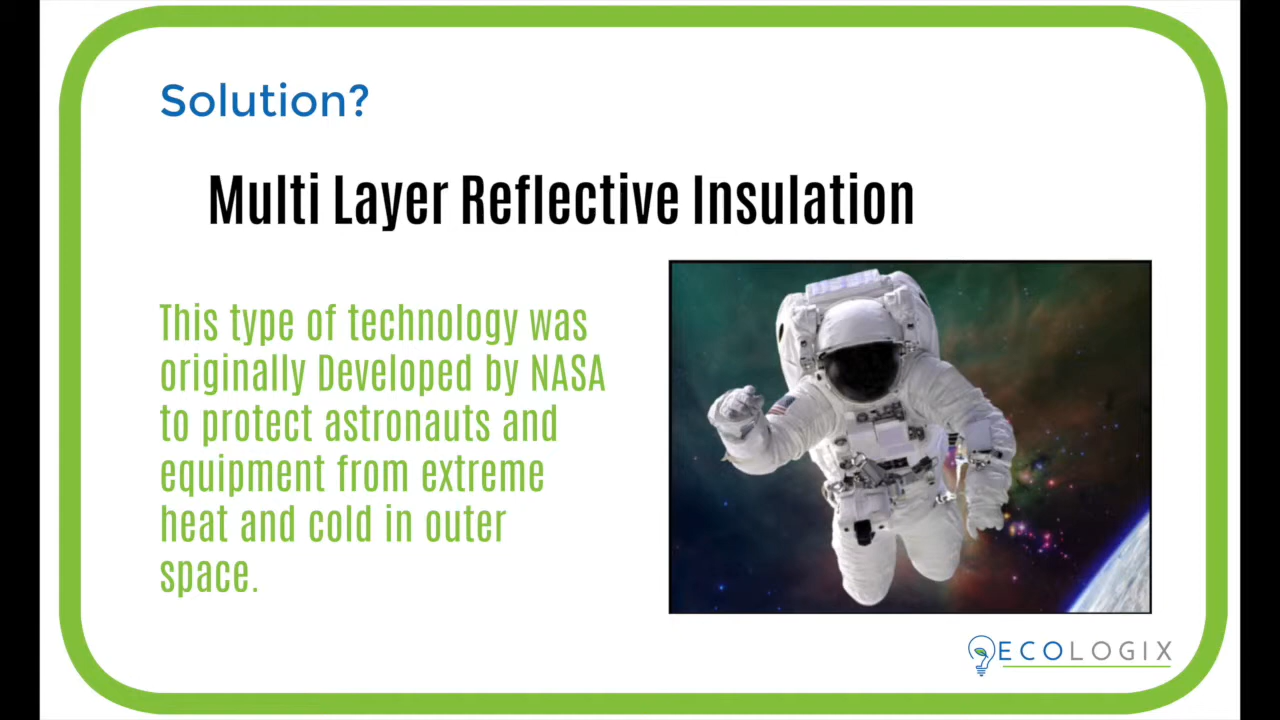 Solution?
Multi Layer Reflective Insulation
This type of technology was
originally Developed by NASA
to protect astronauts and
equipment from extreme
heat and cold in outer
space.
ECOLOGIX